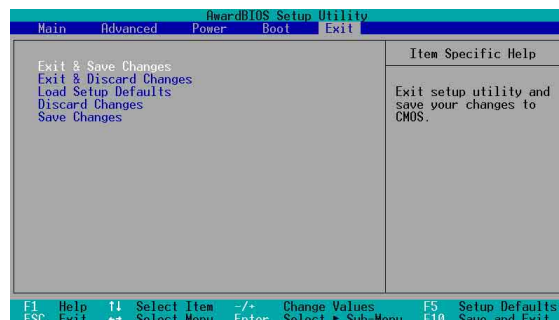 AwardBIOS Setup Utility
Main Advanced Power Boot Exit
Exit & Save Changes
Exit & Discard Changes
Load Setup Defaults
Discard Changes
Save Changes
Item Specific Help
Exit setup utility and
save your changes to
CMOS.
F1 Help ↑↓ Select Item -/+ Change Values F5 Setup Defaults
ESC Exit ←→ Select Menu Enter Select ► Sub-Menu F10 Save and Exit